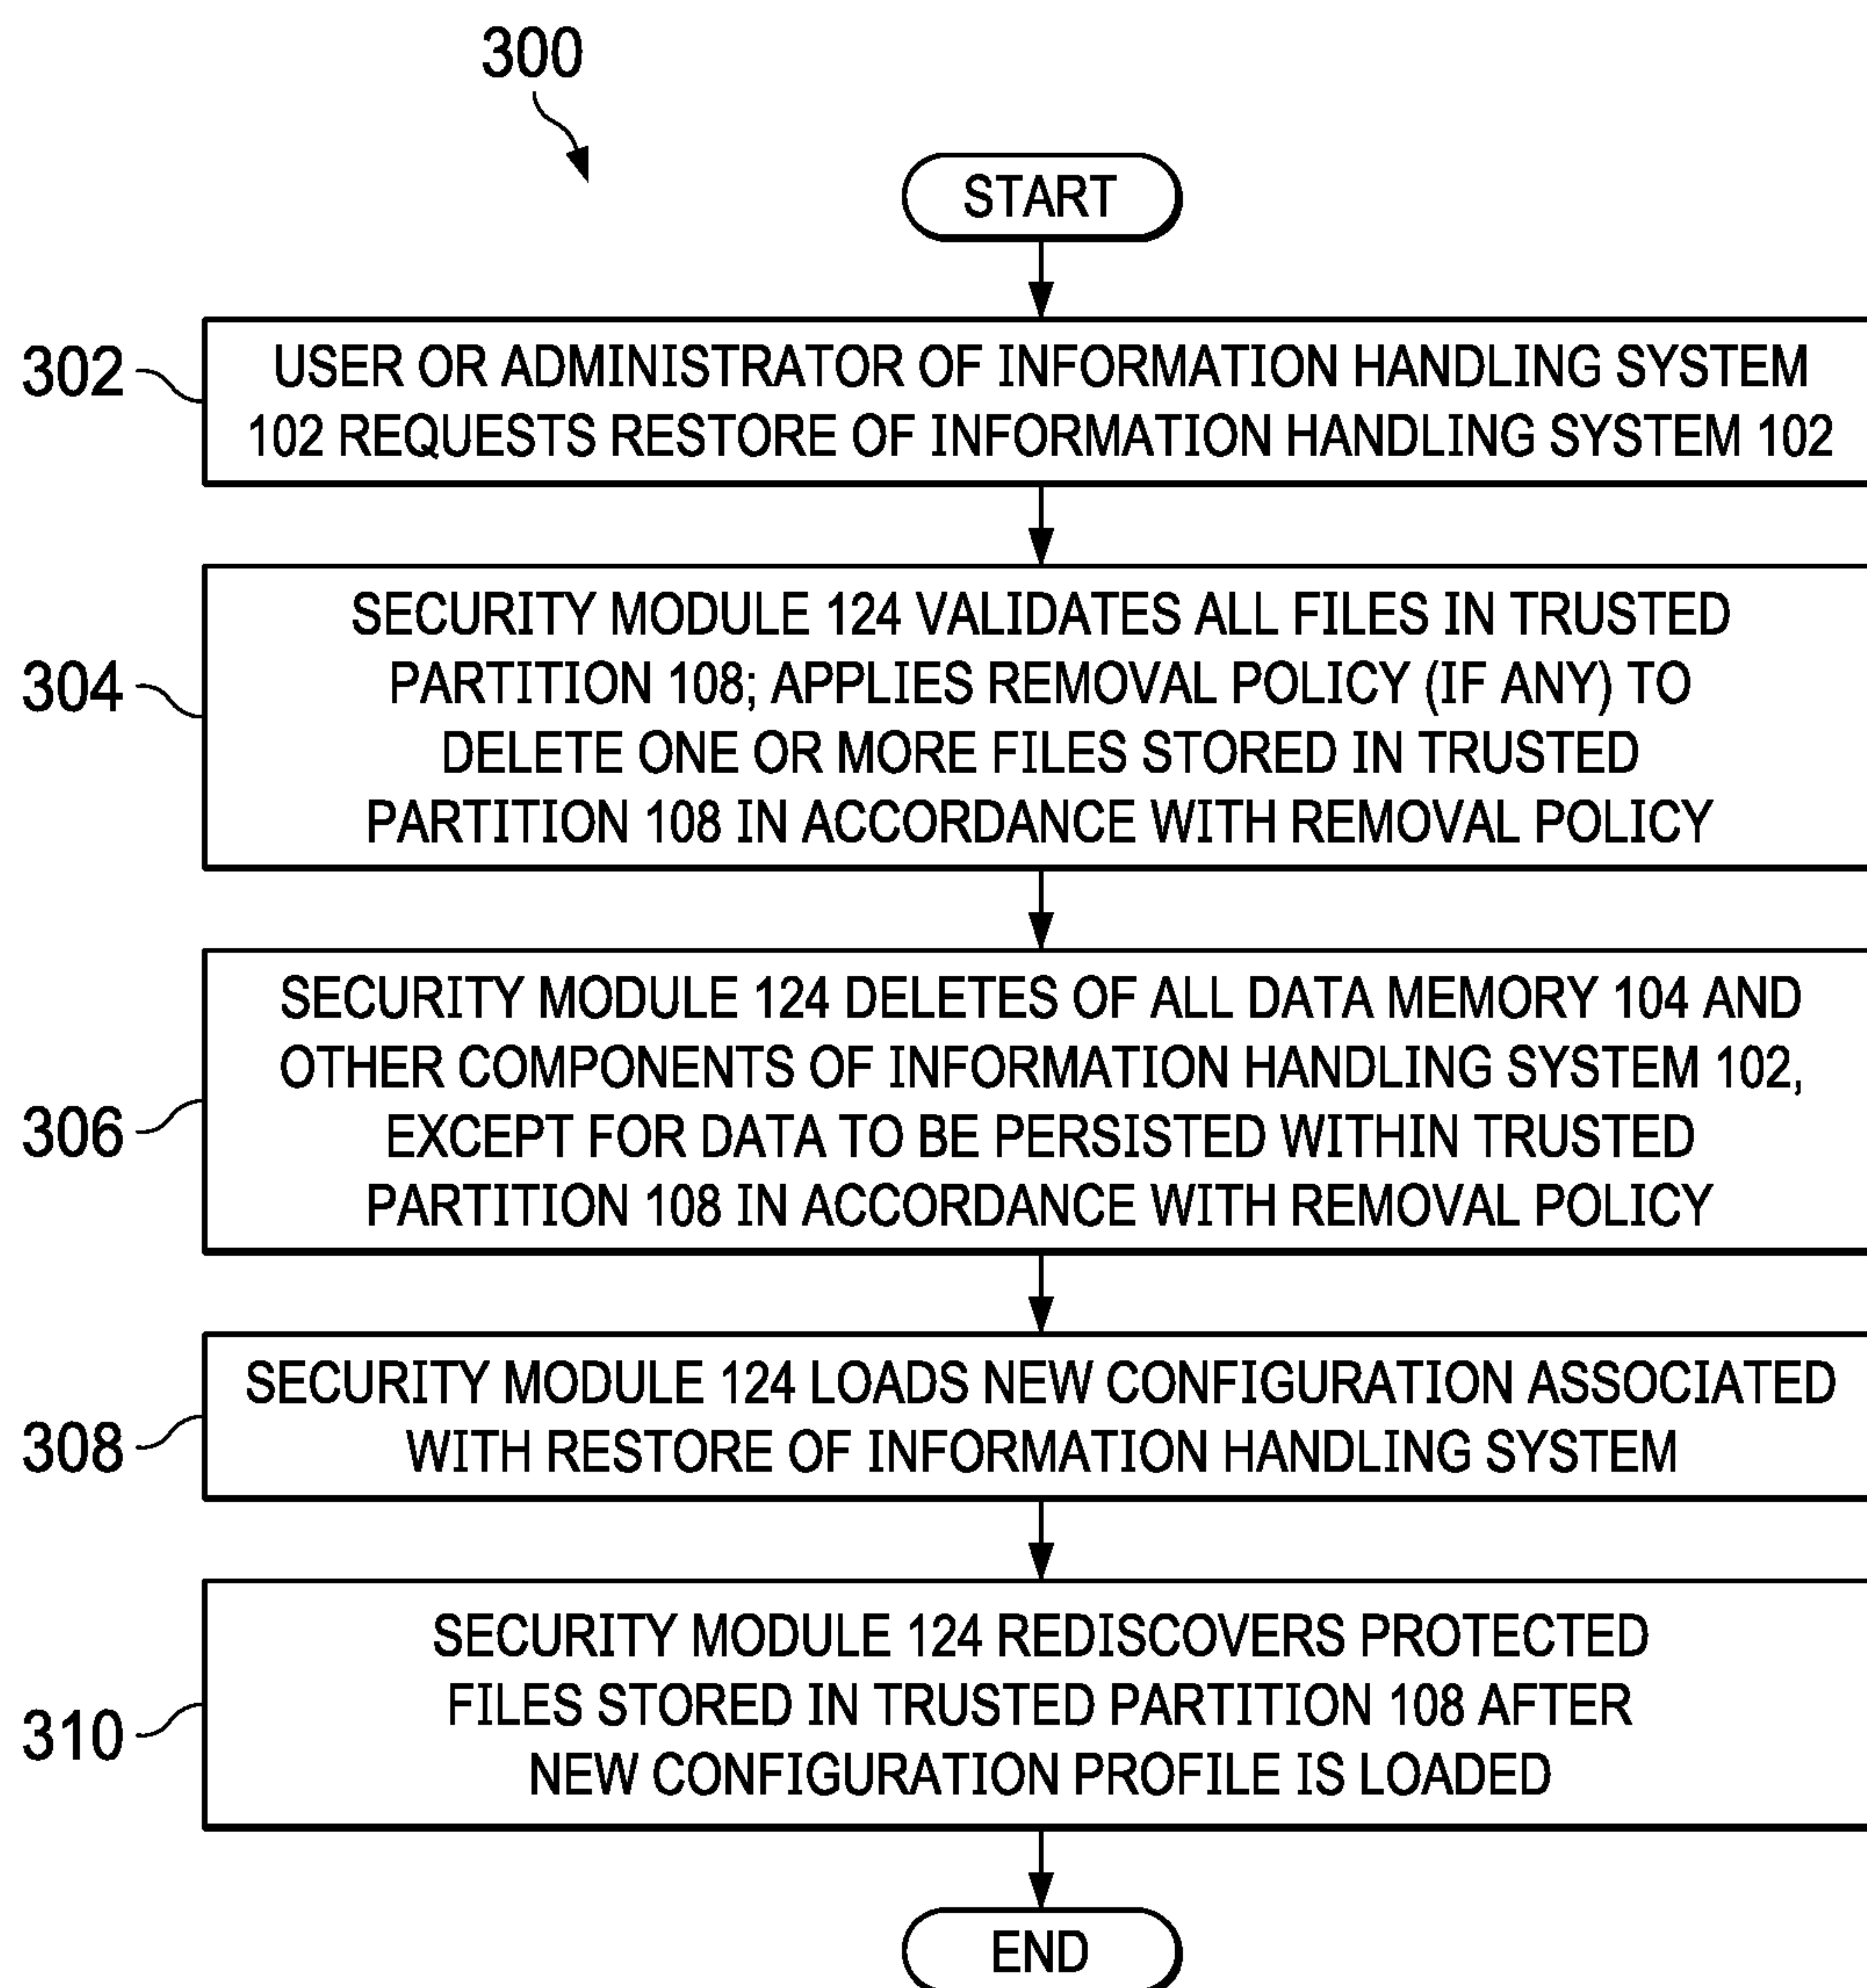 300
START
302
USER OR ADMINISTRATOR OF INFORMATION HANDLING SYSTEM
102 REQUESTS RESTORE OF INFORMATION HANDLING SYSTEM 102
304
SECURITY MODULE 124 VALIDATES ALL FILES IN TRUSTED
PARTITION 108; APPLIES REMOVAL POLICY (IF ANY) TO
DELETE ONE OR MORE FILES STORED IN TRUSTED
PARTITION 108 IN ACCORDANCE WITH REMOVAL POLICY
306
SECURITY MODULE 124 DELETES OF ALL DATA MEMORY 104 AND
OTHER COMPONENTS OF INFORMATION HANDLING SYSTEM 102,
EXCEPT FOR DATA TO BE PERSISTED WITHIN TRUSTED
PARTITION 108 IN ACCORDANCE WITH REMOVAL POLICY
308
SECURITY MODULE 124 LOADS NEW CONFIGURATION ASSOCIATED
WITH RESTORE OF INFORMATION HANDLING SYSTEM
310
SECURITY MODULE 124 REDISCOVERS PROTECTED
FILES STORED IN TRUSTED PARTITION 108 AFTER
NEW CONFIGURATION PROFILE IS LOADED
END